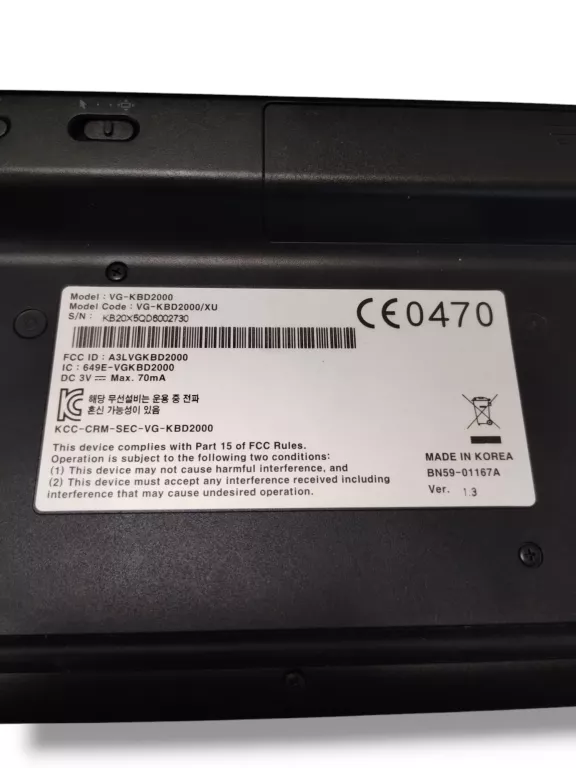 Model : VG-KBD2000
Model Code : VG-KBD2000/XU
S/N : KB20X5QD6002730
CE0470
FCC ID : A3LVGKBD2000
IC : 649E-VGKBD2000
DC 3V Max. 70mA
해당 무선설비는 운용 중 전파
혼신 가능성이 있음
KCC-CRM-SEC-VG-KBD2000
This device complies with Part 15 of FCC Rules.
Operation is subject to the following two conditions:
(1) This device may not cause harmful interference, and
(2) This device must accept any interference received including
interference that may cause undesired operation.
MADE IN KOREA
BN59-01167A
Ver. 1.3